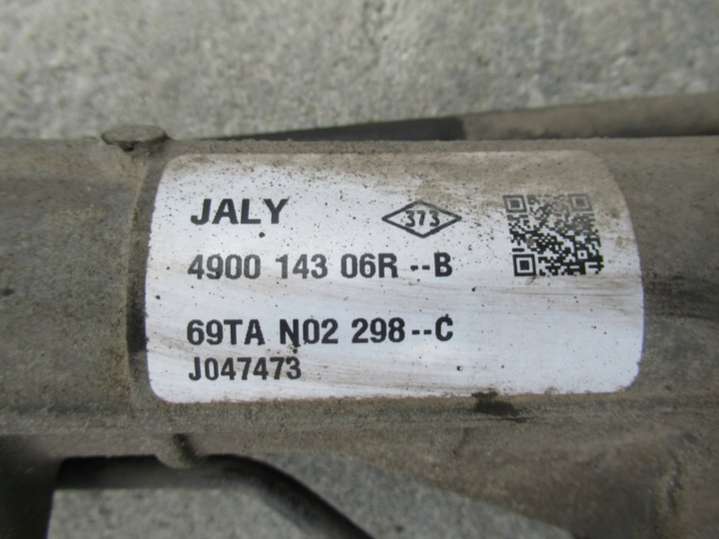 JALY 373
4900 143 06R--B
69TA N02 298--C
J047473